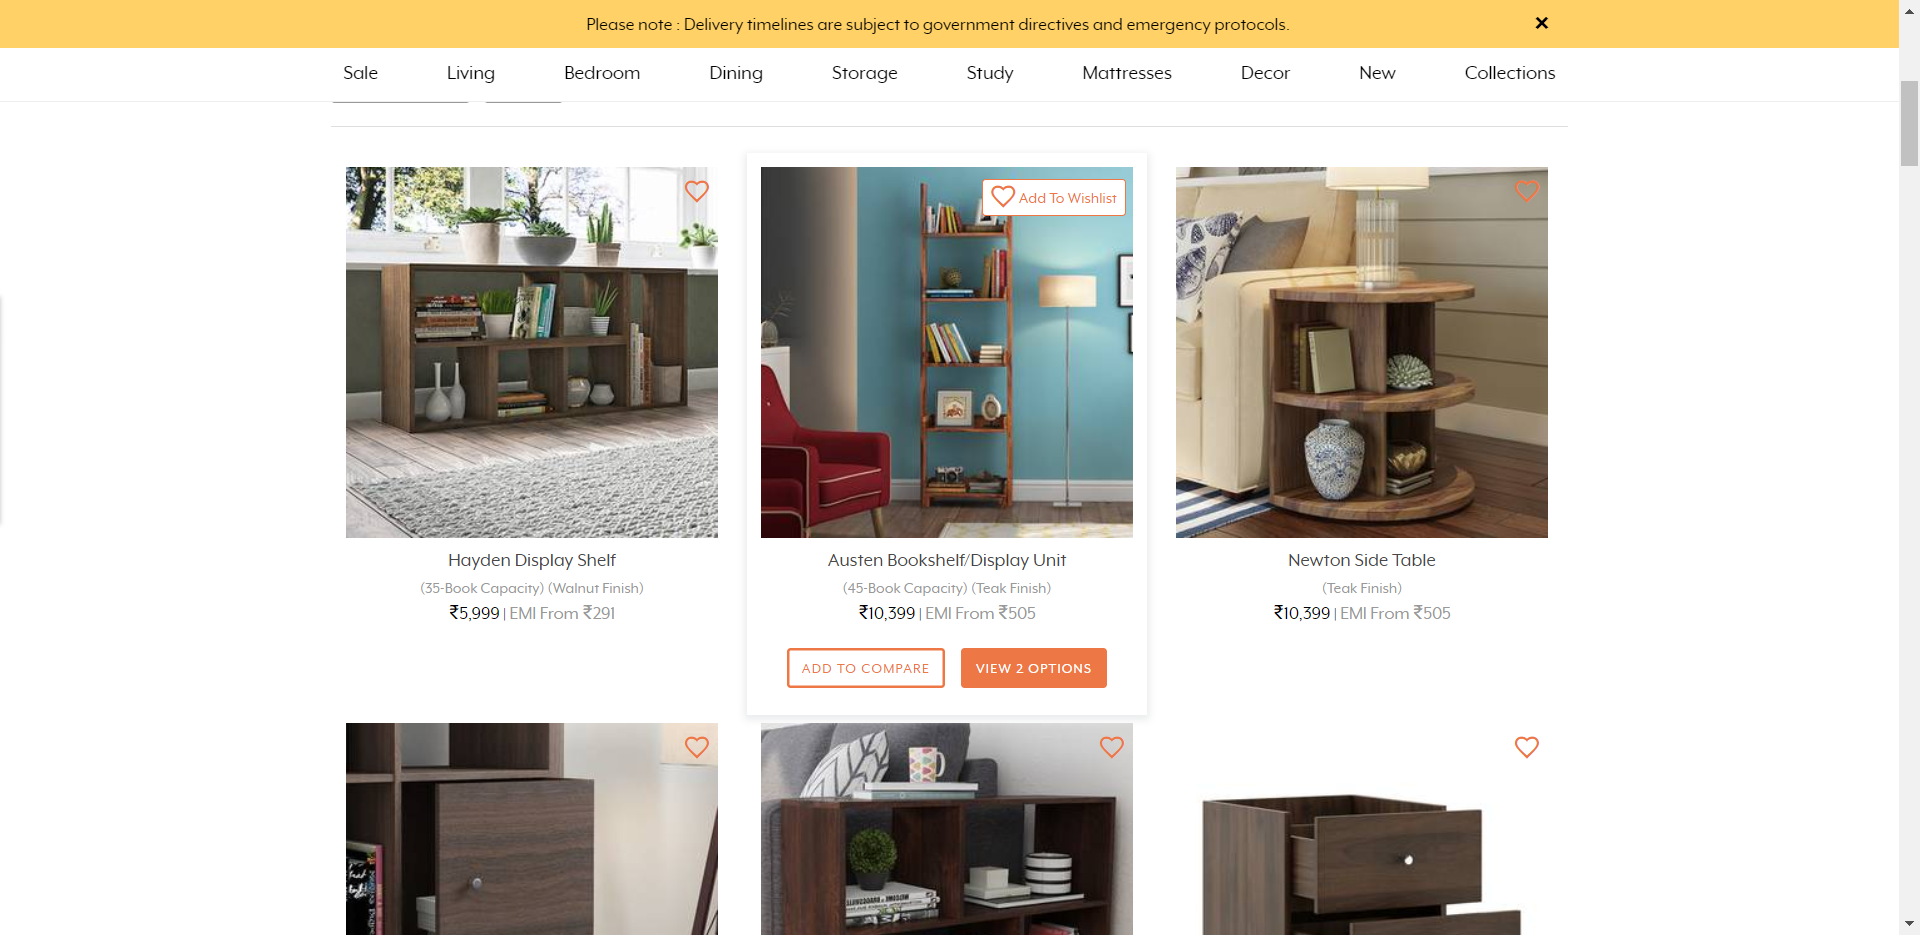 Please note : Delivery timelines are subject to government directives and emergency protocols.
Sale Living Bedroom Dining Storage Study Mattresses Decor New Collections
Add To Wishlist
Hayden Display Shelf
(35-Book Capacity) (Walnut Finish)
₹5,999 | EMI From ₹291
Austen Bookshelf/Display Unit
(45-Book Capacity) (Teak Finish)
₹10,399 | EMI From ₹505
ADD TO COMPARE
VIEW 2 OPTIONS
Newton Side Table
(Teak Finish)
₹10,399 | EMI From ₹505